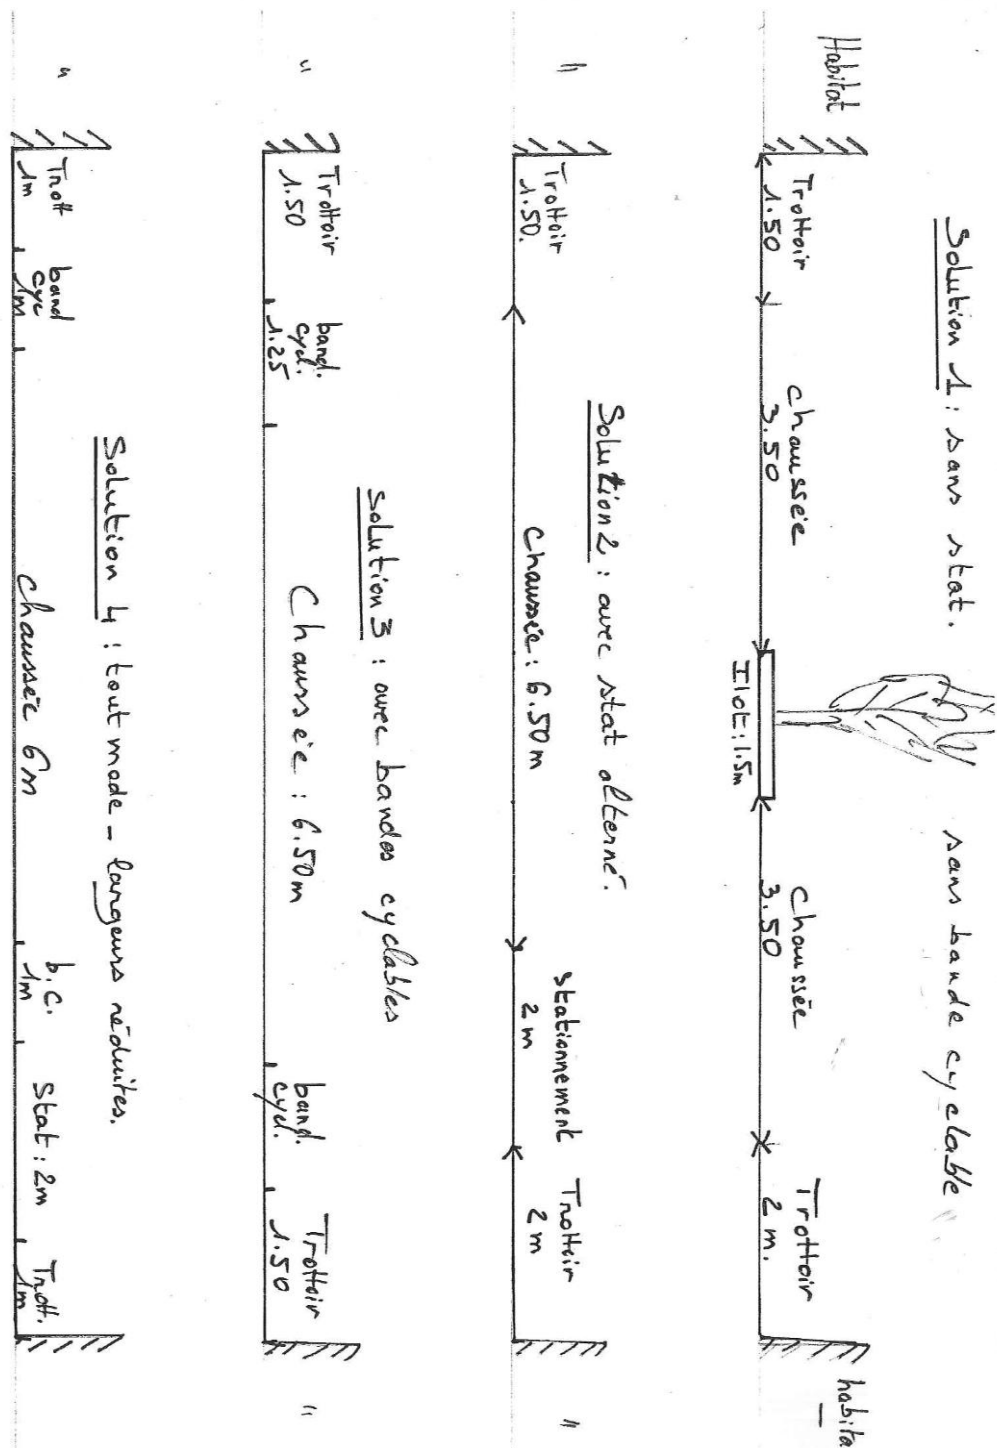 Solution 1 : sans stat. sans bande cyclable
Habitat
habita
Trottoir chaussée chaussée Trottoir
1.50 3.50 Ilot : 1.5m 3.50 2 m.
Solution 2 : avec stat alterné.
" "
Trottoir Chaussée : 6.50m Stationnement Trottoir
1.50. 2 m 2 m
Solution 3 : avec bandes cyclables
" "
Trottoir band. Chaussée : 6.50m band. Trottoir
1.50 cycl. cycl. 1.50
1.25
Solution 4 : tout mode - largeurs réduites.
"
Trott band chaussée 6m b.c. Stat : 2m Trott.
1m cyc 1m 1m
1m